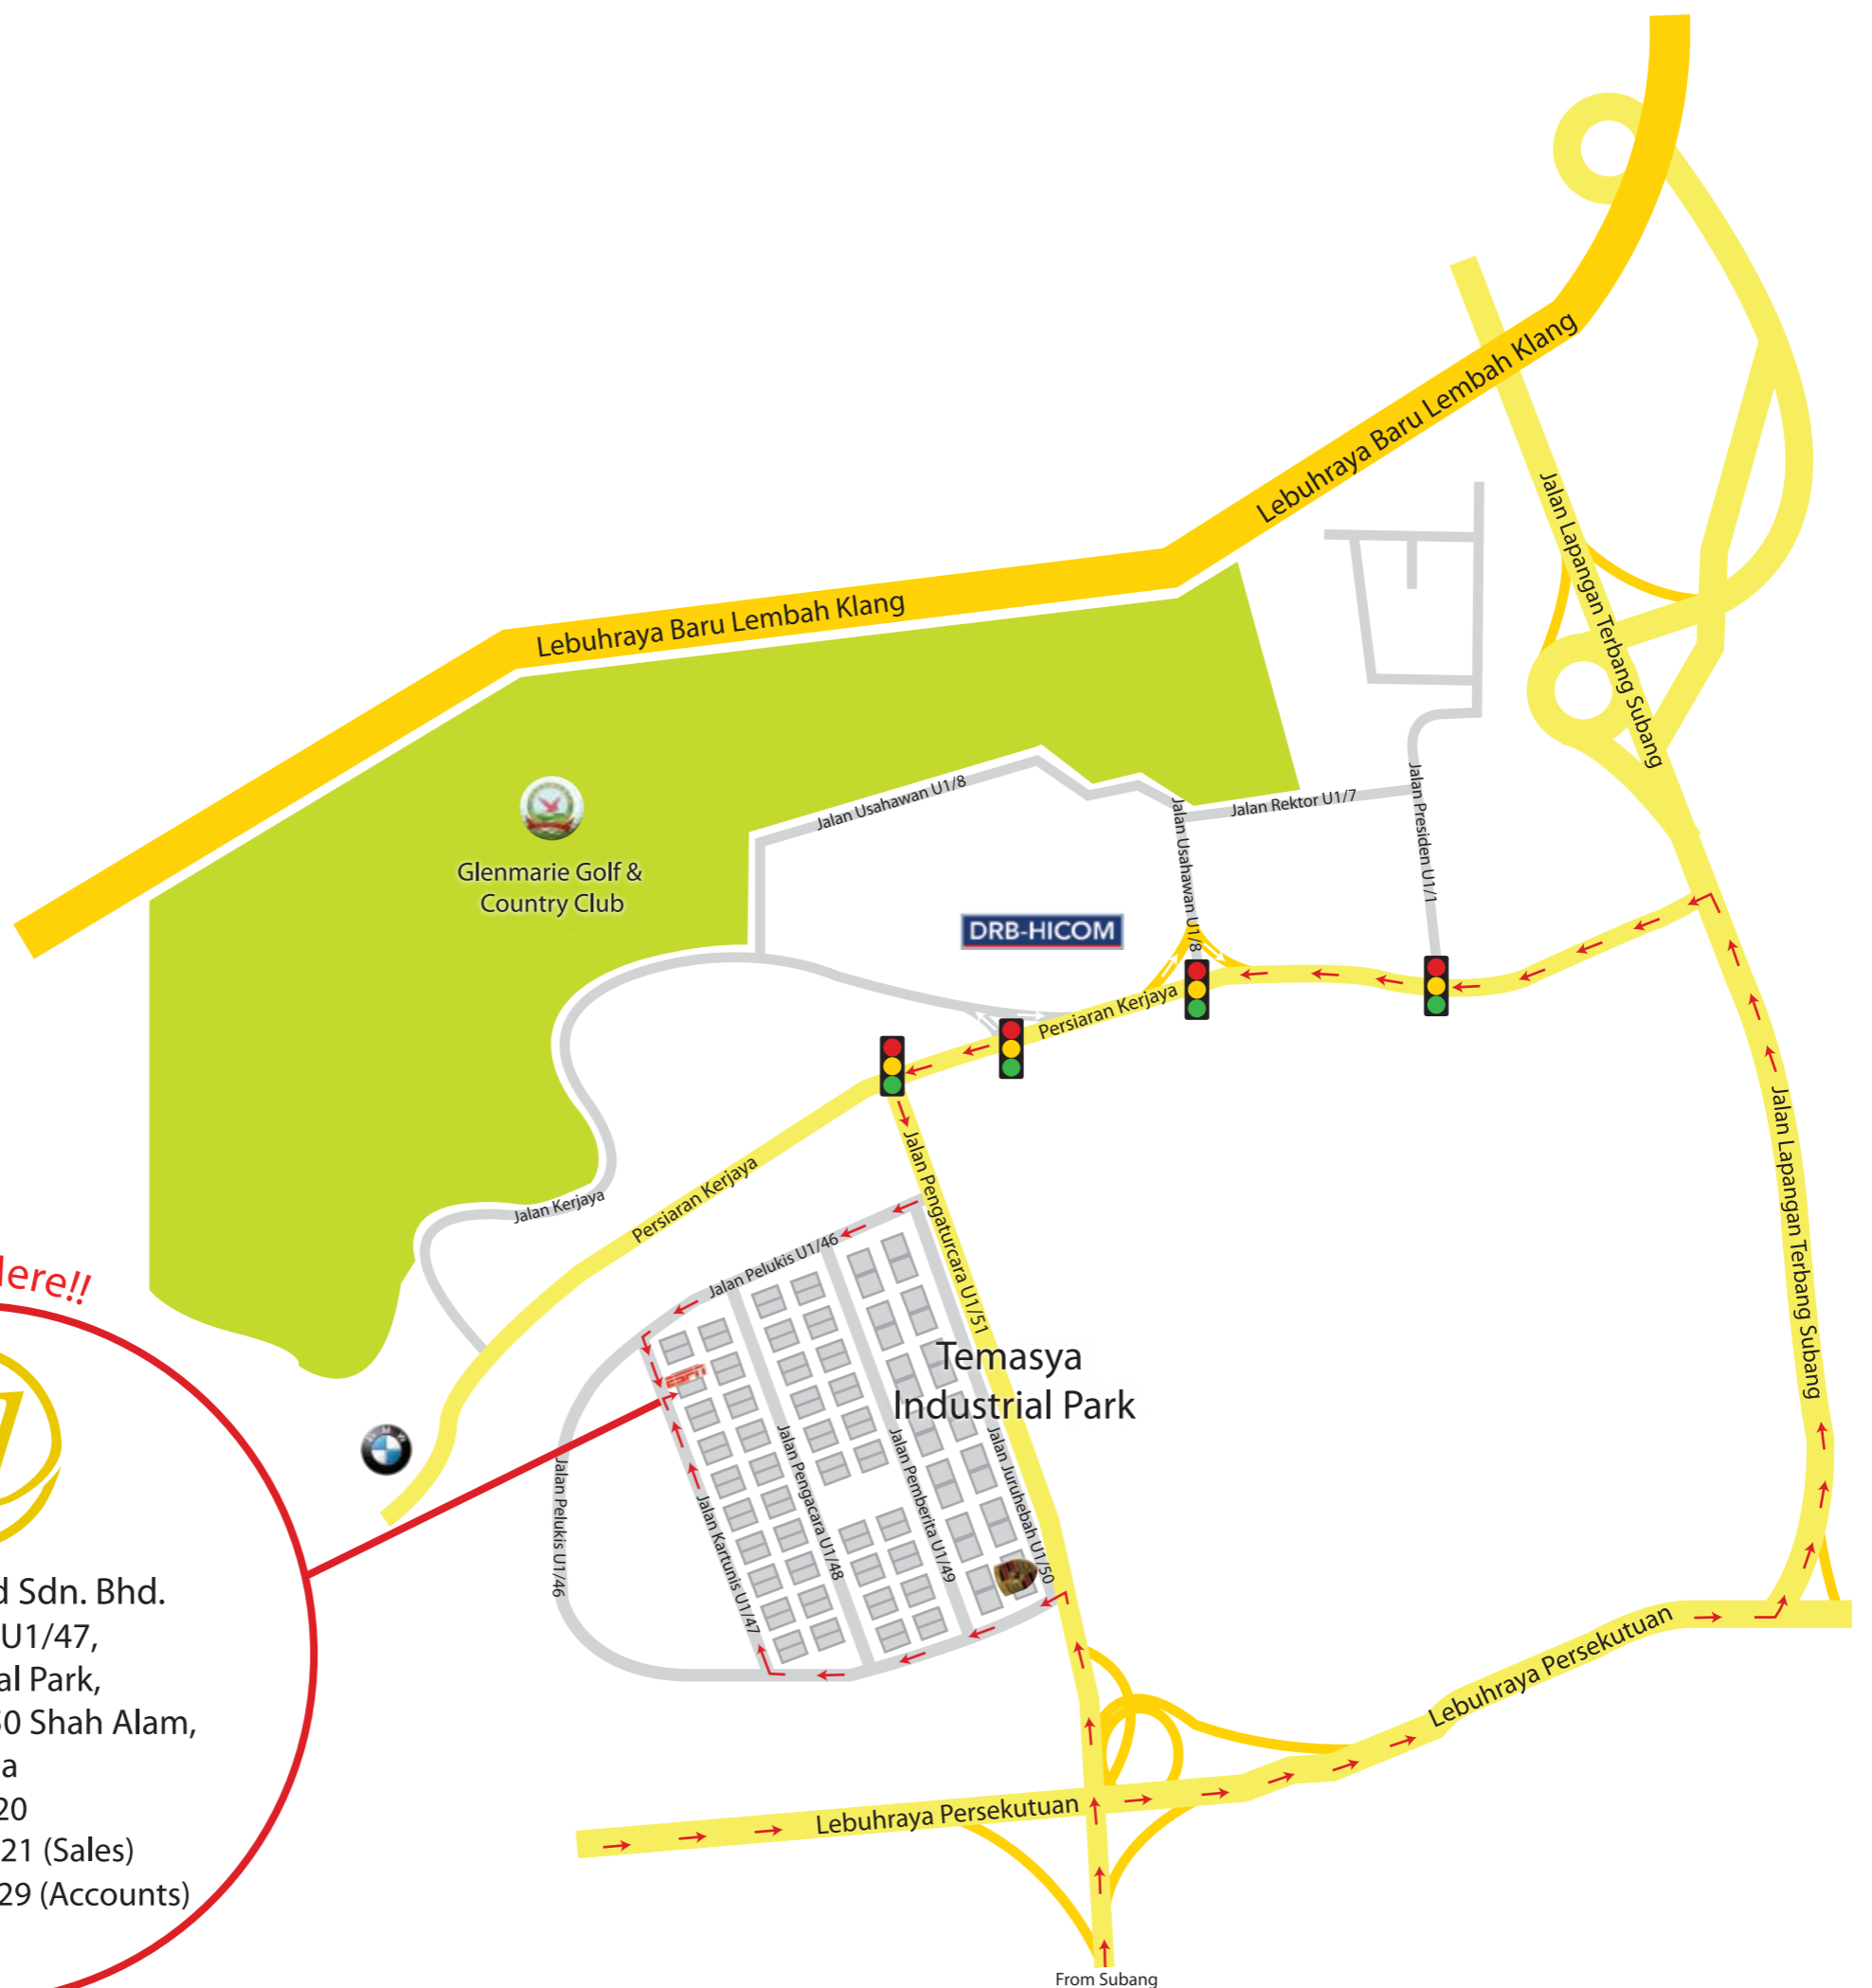 Lebuhraya Baru Lembah Klang
Jalan Lapangan Terbang Subang
Lebuhraya Baru Lembah Klang
Glenmarie Golf &
Country Club
Jalan Usahawan U1/8
Jalan Usahawan U1/8
Jalan Rektor U1/7
Jalan Presiden U1/1
DRB-HICOM
Persiaran Kerjaya
Jalan Lapangan Terbang Subang
Jalan Kerjaya
Persiaran Kerjaya
Jalan Pengaturcara U1/51
Jalan Pelukis U1/46
Temasya
Industrial Park
ESPN
BMW
Jalan Pelukis U1/46
Jalan Kartunis U1/47
Jalan Pengacara U1/48
Jalan Pemberita U1/49
Jalan Juruhebah U1/50
ere!!
d Sdn. Bhd.
U1/47,
al Park,
0 Shah Alam,
a
20
21 (Sales)
29 (Accounts)
Lebuhraya Persekutuan
Lebuhraya Persekutuan
From Subang